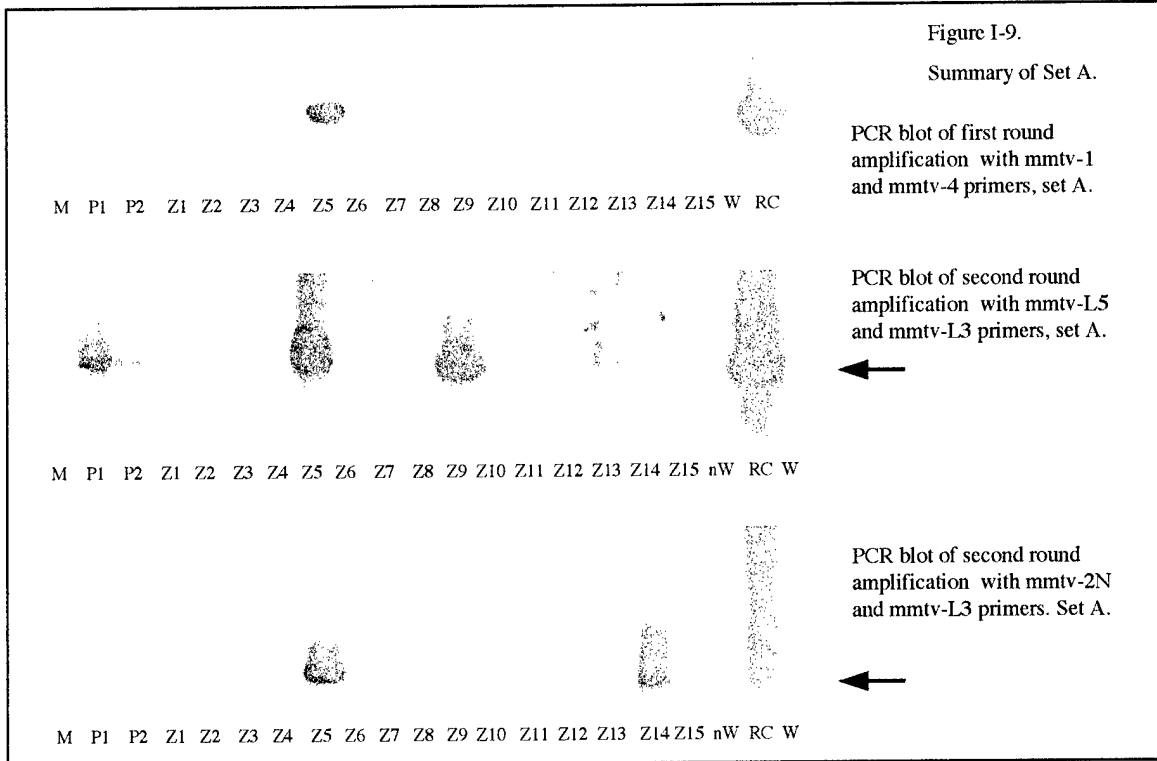 Figure I-9.
Summary of Set A.
PCR blot of first round
amplification with mmtv-1
and mmtv-4 primers, set A.
M P1 P2 Z1 Z2 Z3 Z4 Z5 Z6 Z7 Z8 Z9 Z10 Z11 Z12 Z13 Z14 Z15 W RC
PCR blot of second round
amplification with mmtv-L5
and mmtv-L3 primers, set A.
M P1 P2 Z1 Z2 Z3 Z4 Z5 Z6 Z7 Z8 Z9 Z10 Z11 Z12 Z13 Z14 Z15 nW RC W
PCR blot of second round
amplification with mmtv-2N
and mmtv-L3 primers. Set A.
M P1 P2 Z1 Z2 Z3 Z4 Z5 Z6 Z7 Z8 Z9 Z10 Z11 Z12 Z13 Z14 Z15 nW RC W